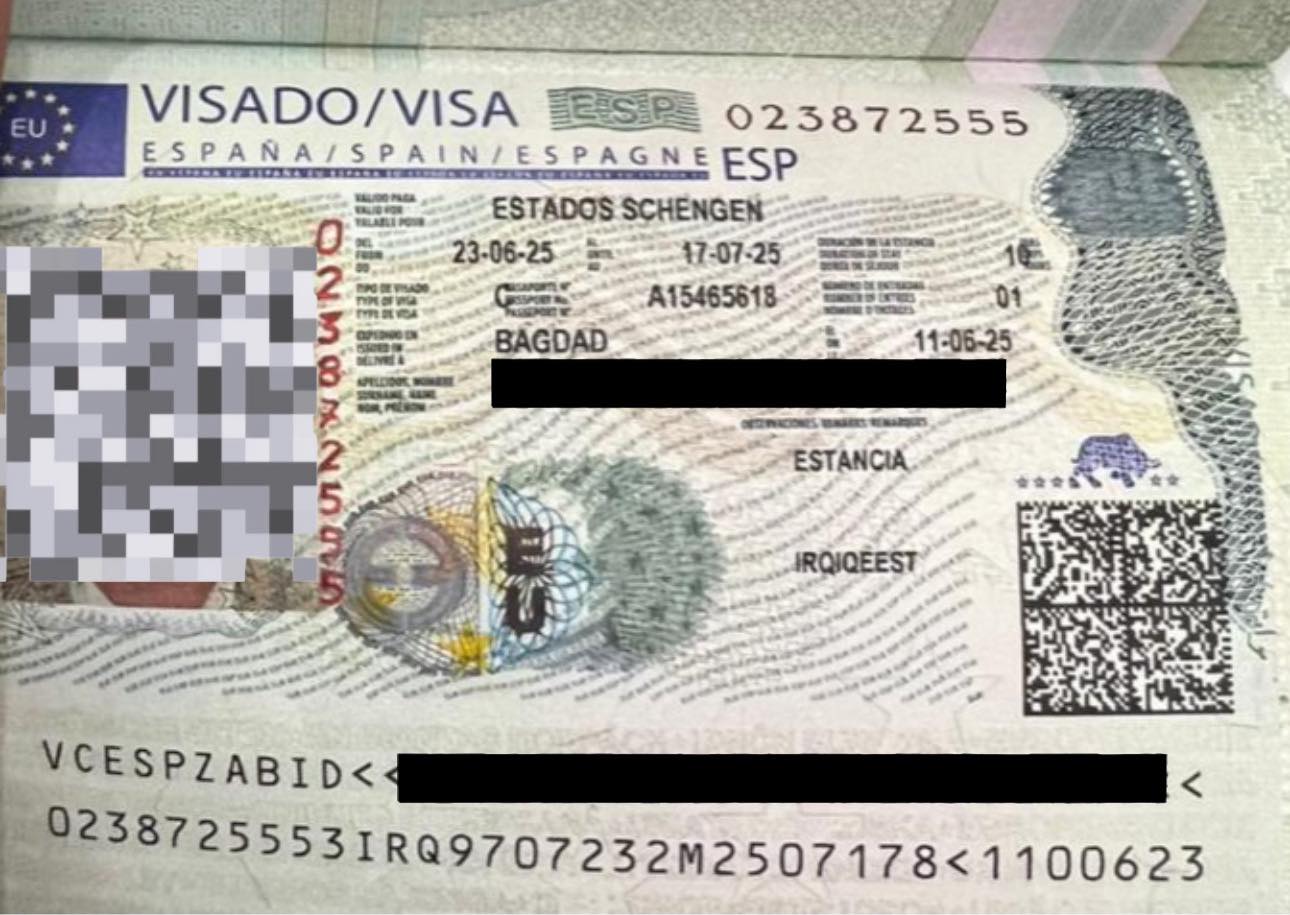 EU
VISADO/VISA ESP 023872555
ESPAÑA/SPAIN/ESPAGNE ESP
VALIDO PARA
VALID FOR
VALABLE POUR
ESTADOS SCHENGEN
DEL
FROM
DU
23-06-25
AL
UNTIL
AU
17-07-25
DURACIÓN DE LA ESTANCIA
DURATION OF STAY
DURÉE DE SÉJOUR
10
TIPO DE VISADO
TYPE OF VISA
TYPE DE VISA
C
PASAPORTE Nº
PASSPORT No.
PASSEPORT Nº
A15465618
NÚMERO DE ENTRADAS
NUMBER OF ENTRIES
NOMBRE D'ENTRÉES
01
EXPEDIDO EN
ISSUED IN
DÉLIVRÉ À
BAGDAD
EL
ON
LE
11-06-25
APELLIDOS, NOMBRE
SURNAME, NAME
NOM, PRÉNOM
OBSERVACIONES/REMARKS/REMARQUES
ESTANCIA
IRQIQEEST
UE
VCESPZABID<< <
0238725553IRQ9707232M2507178<1100623